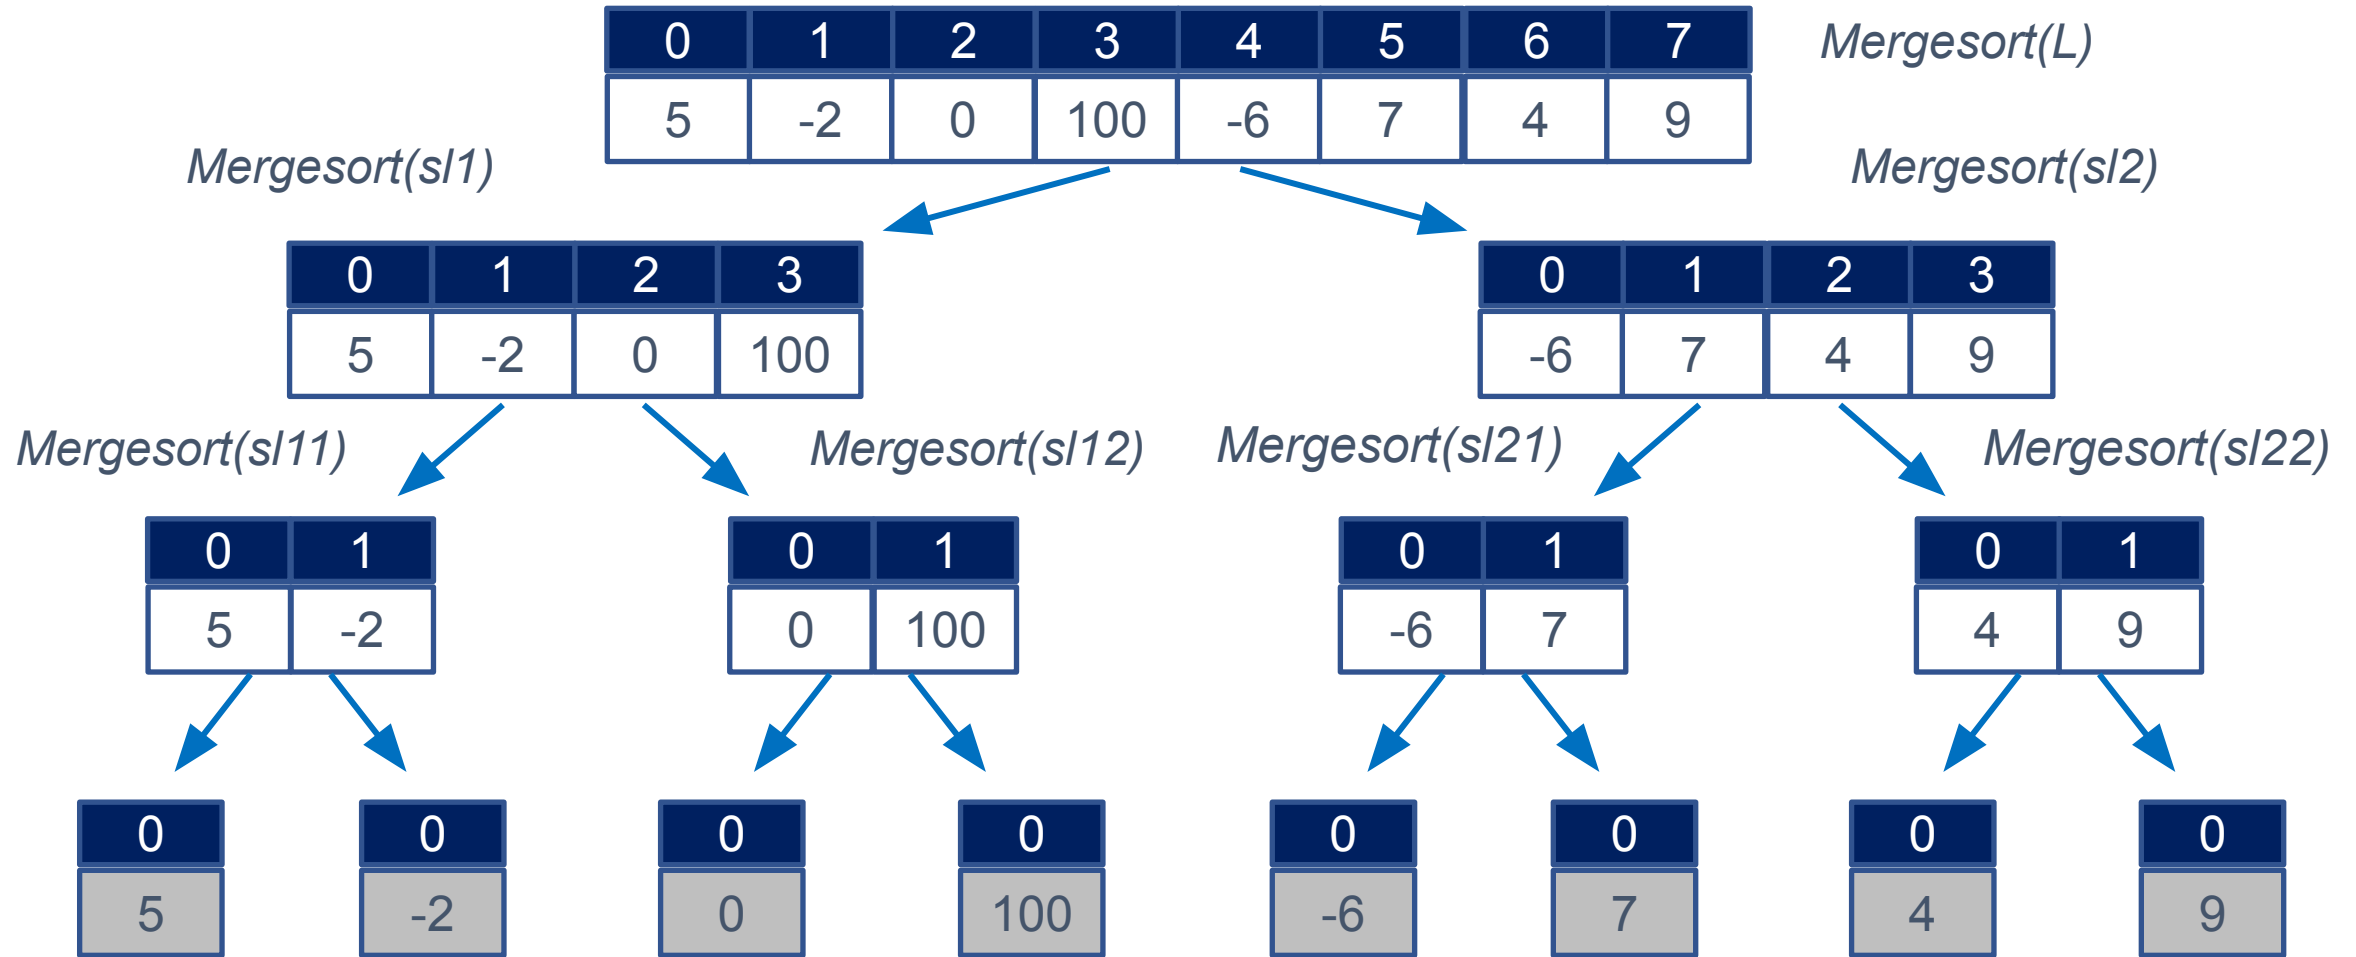 0 1 2 3 4 5 6 7 Mergesort(L)
5 -2 0 100 -6 7 4 9
Mergesort(sl1) Mergesort(sl2)
0 1 2 3 0 1 2 3
5 -2 0 100 -6 7 4 9
Mergesort(sl11) Mergesort(sl12) Mergesort(sl21) Mergesort(sl22)
0 1 0 1 0 1 0 1
5 -2 0 100 -6 7 4 9
0 0 0 0 0 0 0 0
5 -2 0 100 -6 7 4 9